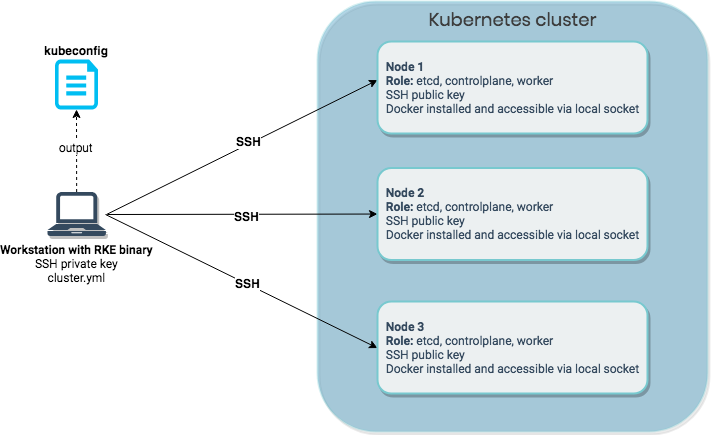 Kubernetes cluster
kubeconfig
output
Workstation with RKE binary
SSH private key
cluster.yml
SSH
SSH
SSH
Node 1
Role: etcd, controlplane, worker
SSH public key
Docker installed and accessible via local socket
Node 2
Role: etcd, controlplane, worker
SSH public key
Docker installed and accessible via local socket
Node 3
Role: etcd, controlplane, worker
SSH public key
Docker installed and accessible via local socket